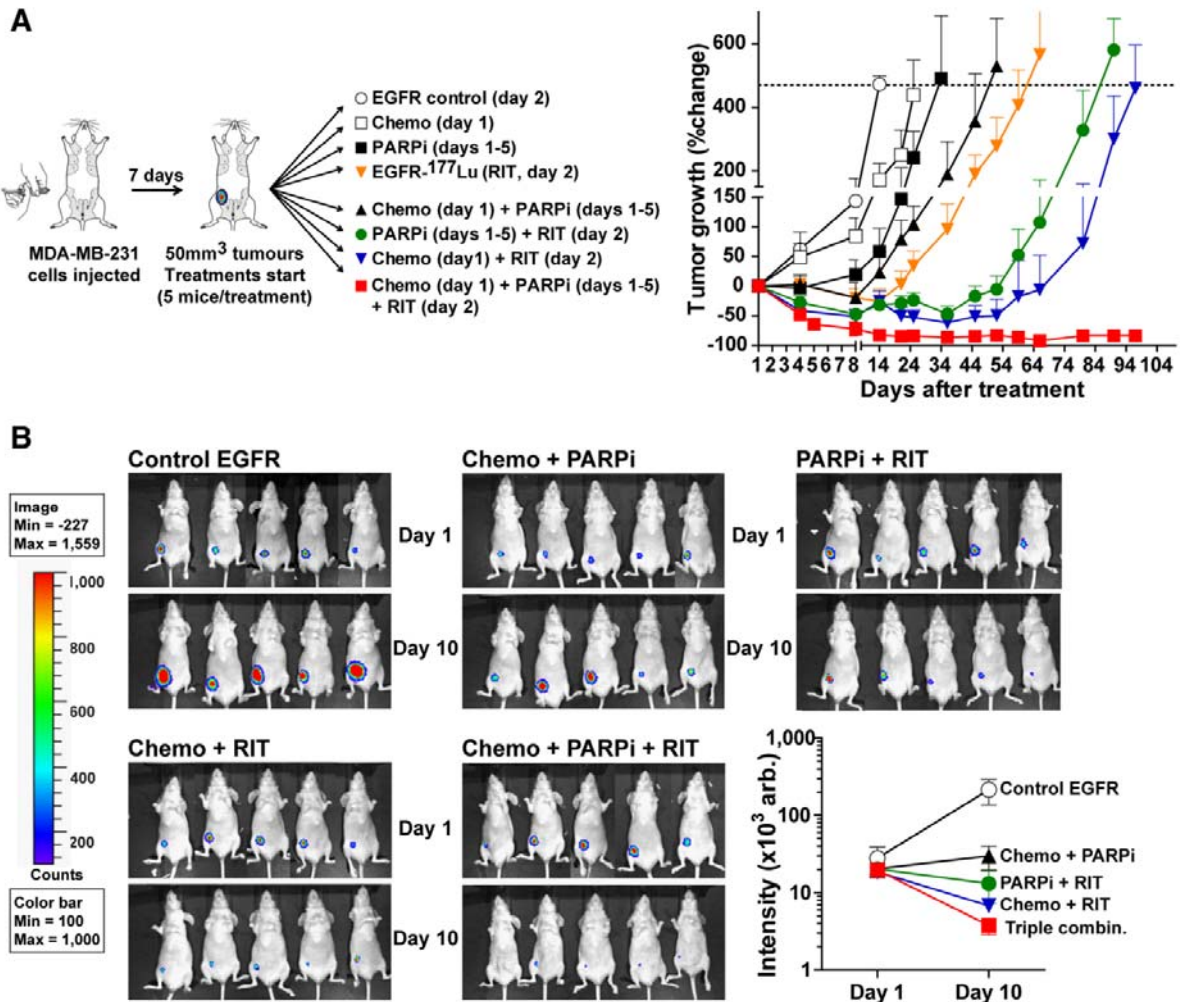 A
7 days
MDA-MB-231
cells injected
50mm³ tumours
Treatments start
(5 mice/treatment)
EGFR control (day 2)
Chemo (day 1)
PARPi (days 1-5)
EGFR-¹⁷⁷Lu (RIT, day 2)
Chemo (day 1) + PARPi (days 1-5)
PARPi (days 1-5) + RIT (day 2)
Chemo (day1) + RIT (day 2)
Chemo (day 1) + PARPi (days 1-5)
+ RIT (day 2)
Tumor growth (%change)
600
400
200
150
100
50
0
-50
-100
1 2 3 4 5 6 7 8 14 24 34 44 54 64 74 84 94 104
Days after treatment
B
Image
Min = -227
Max = 1,559
1,000
800
600
400
200
Counts
Color bar
Min = 100
Max = 1,000
Control EGFR
Chemo + PARPi
PARPi + RIT
Day 1
Day 1
Day 10
Day 10
Chemo + RIT
Chemo + PARPi + RIT
Day 1
Day 10
Intensity (x10³ arb.)
1,000
100
10
1
Control EGFR
Chemo + PARPi
PARPi + RIT
Chemo + RIT
Triple combin.
Day 1
Day 10